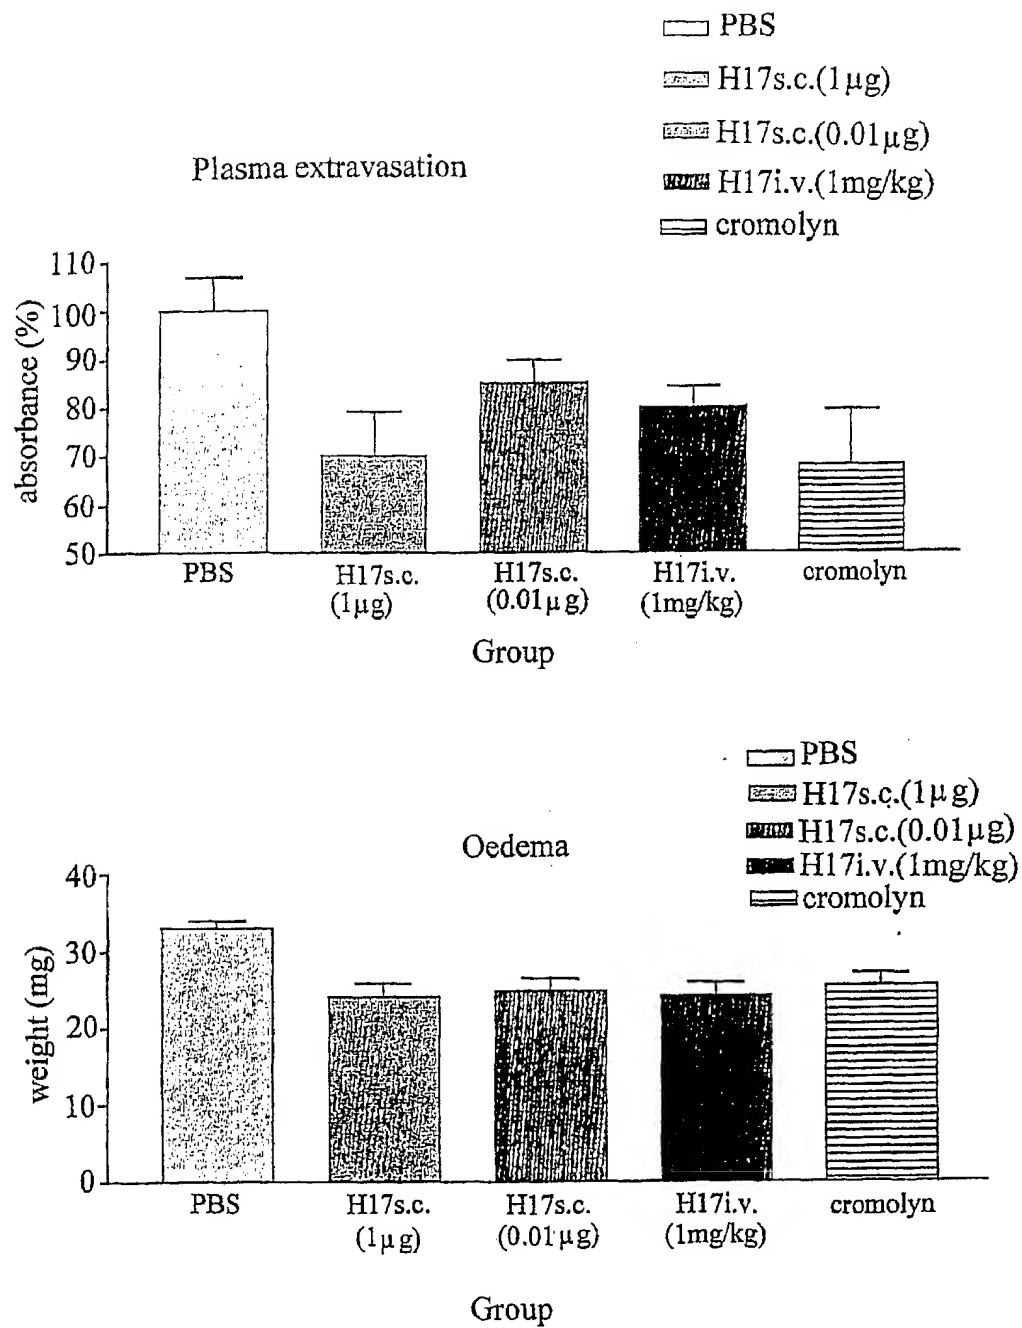 PBS
H17s.c.(1µg)
H17s.c.(0.01µg)
H17i.v.(1mg/kg)
cromolyn
Plasma extravasation
absorbance (%)
110
100
90
80
70
60
50
PBS
H17s.c.
(1µg)
H17s.c.
(0.01µg)
H17i.v.
(1mg/kg)
cromolyn
Group
PBS
H17s.c.(1µg)
H17s.c.(0.01µg)
H17i.v.(1mg/kg)
cromolyn
Oedema
weight (mg)
40
30
20
10
0
PBS
H17s.c.
(1µg)
H17s.c.
(0.01µg)
H17i.v.
(1mg/kg)
cromolyn
Group